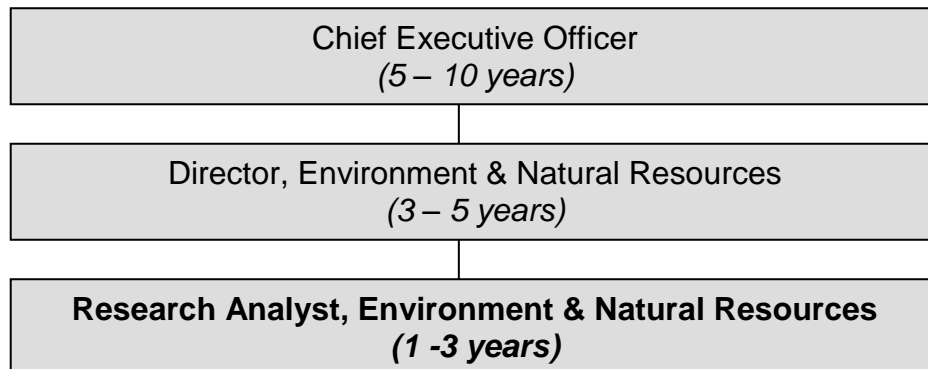 Chief Executive Officer
(5 – 10 years)
Director, Environment & Natural Resources
(3 – 5 years)
Research Analyst, Environment & Natural Resources
(1 -3 years)